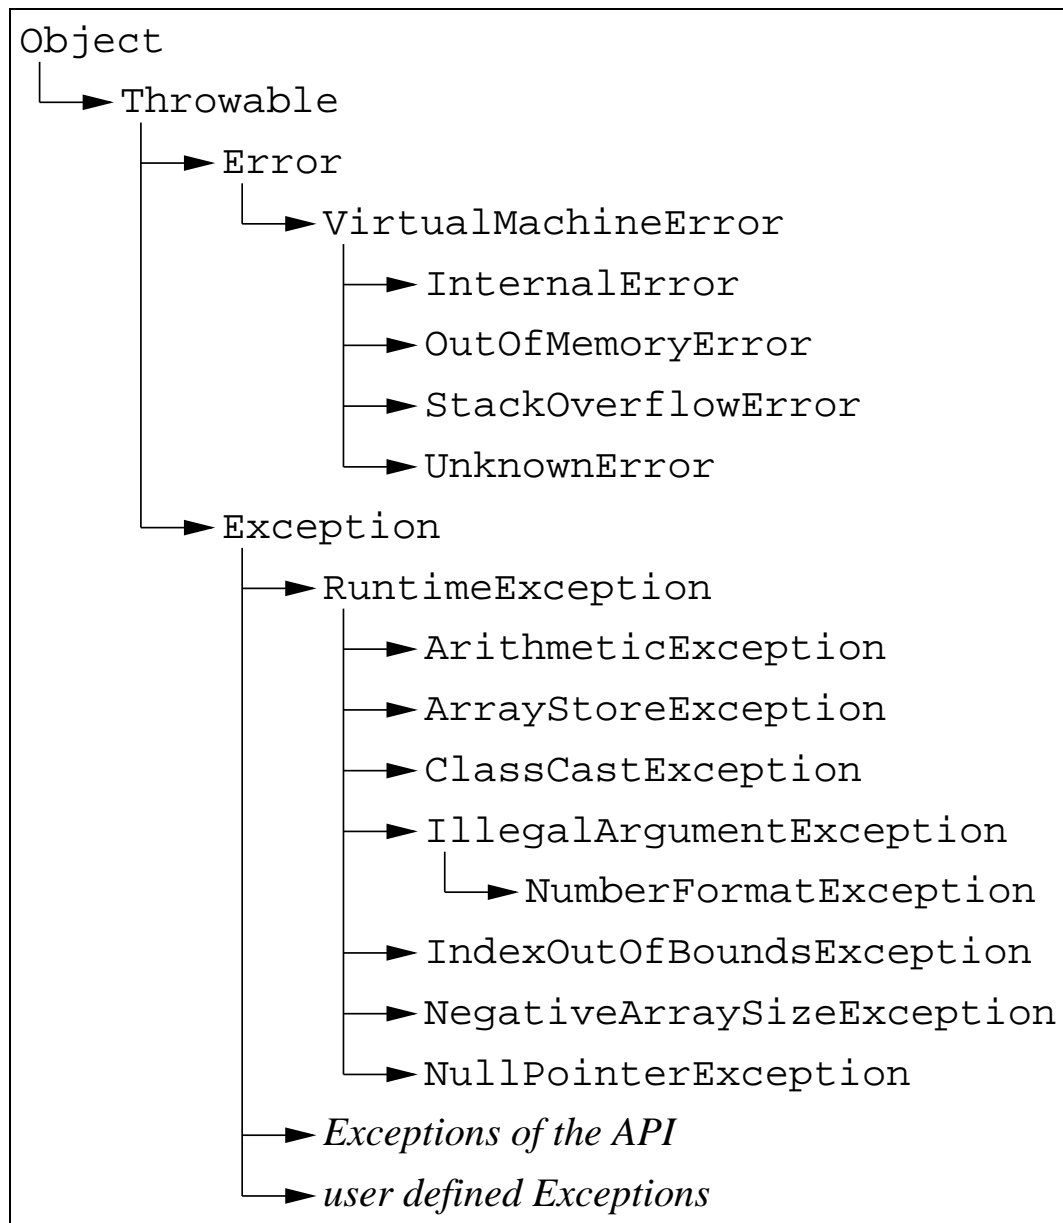 Object
Throwable
Error
VirtualMachineError
InternalError
OutOfMemoryError
StackOverflowError
UnknownError
Exception
RuntimeException
ArithmeticException
ArrayStoreException
ClassCastException
IllegalArgumentException
NumberFormatException
IndexOutOfBoundsException
NegativeArraySizeException
NullPointerException
Exceptions of the API
user defined Exceptions